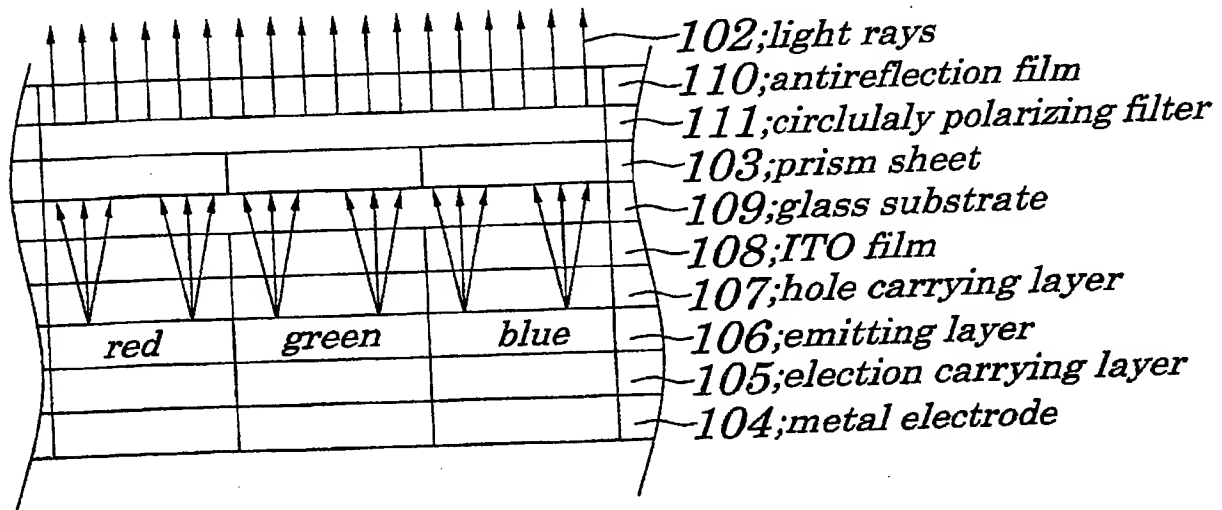 102;light rays
110;antireflection film
111;circlulaly polarizing filter
103;prism sheet
109;glass substrate
108;ITO film
107;hole carrying layer
red green blue
106;emitting layer
105;election carrying layer
104;metal electrode